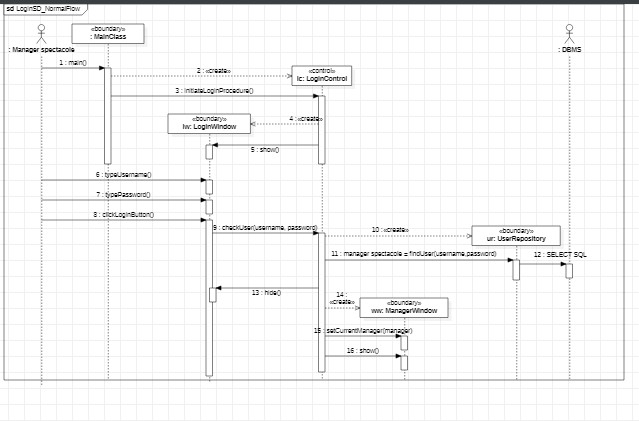 sd LoginSD_NormalFlow
«boundary»
: MainClass
: Manager spectacole
: DBMS
1 : main()
2 : «create»
«control»
lc: LoginControl
3 : initiateLoginProcedure()
«boundary»
lw: LoginWindow
4 : «create»
5 : show()
6 : typeUsername()
7 : typePassword()
8 : clickLoginButton()
9 : checkUser(username, password)
10 : «create»
«boundary»
ur: UserRepository
11 : manager spectacole = findUser(username,password)
12 : SELECT SQL
13 : hide()
14 :
«create»
«boundary»
ww: ManagerWindow
15 : setCurrentManager(manager)
16 : show()